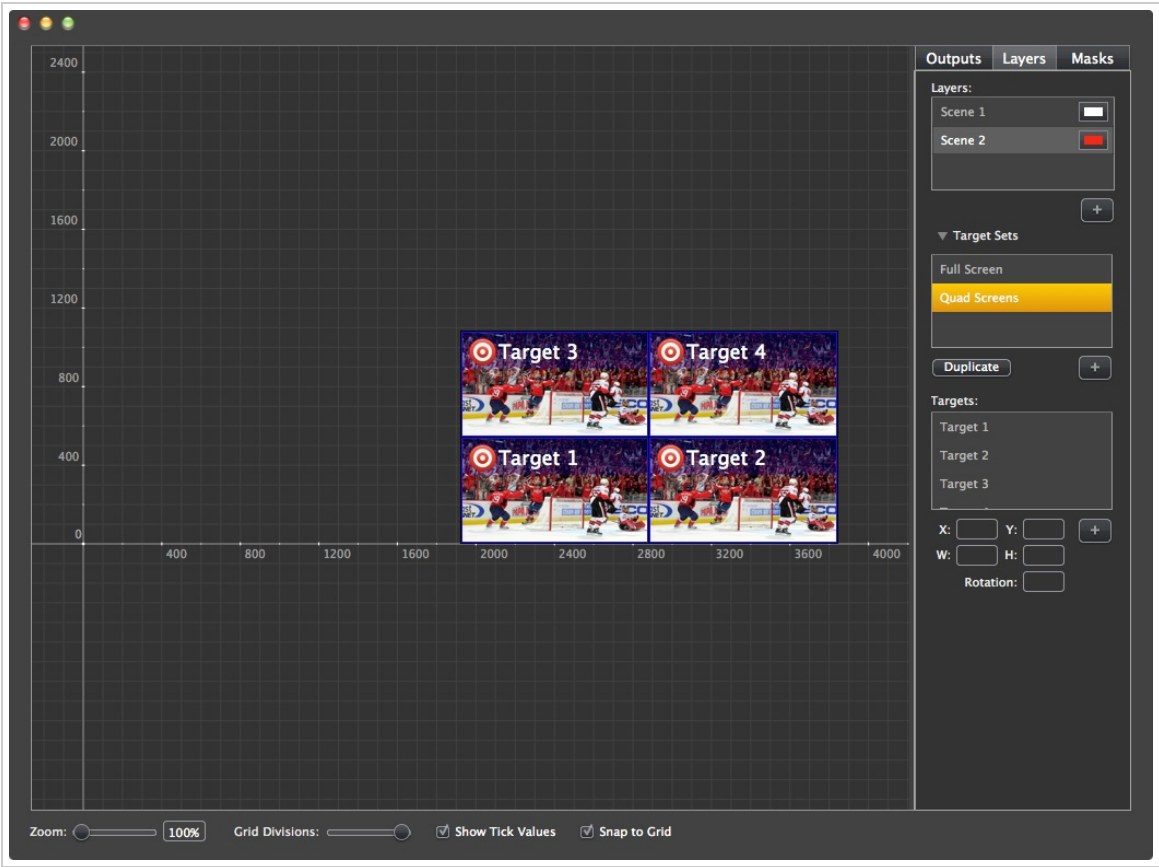 Outputs Layers Masks
Layers:
Scene 1
Scene 2
+
Target Sets
Full Screen
Quad Screens
Duplicate +
Targets:
Target 1
Target 2
Target 3
X: Y: +
W: H:
Rotation:
2400
2000
1600
1200
800
400
0
400 800 1200 1600 2000 2400 2800 3200 3600 4000
Target 3 Target 4
Target 1 Target 2
Zoom: 100% Grid Divisions: Show Tick Values Snap to Grid